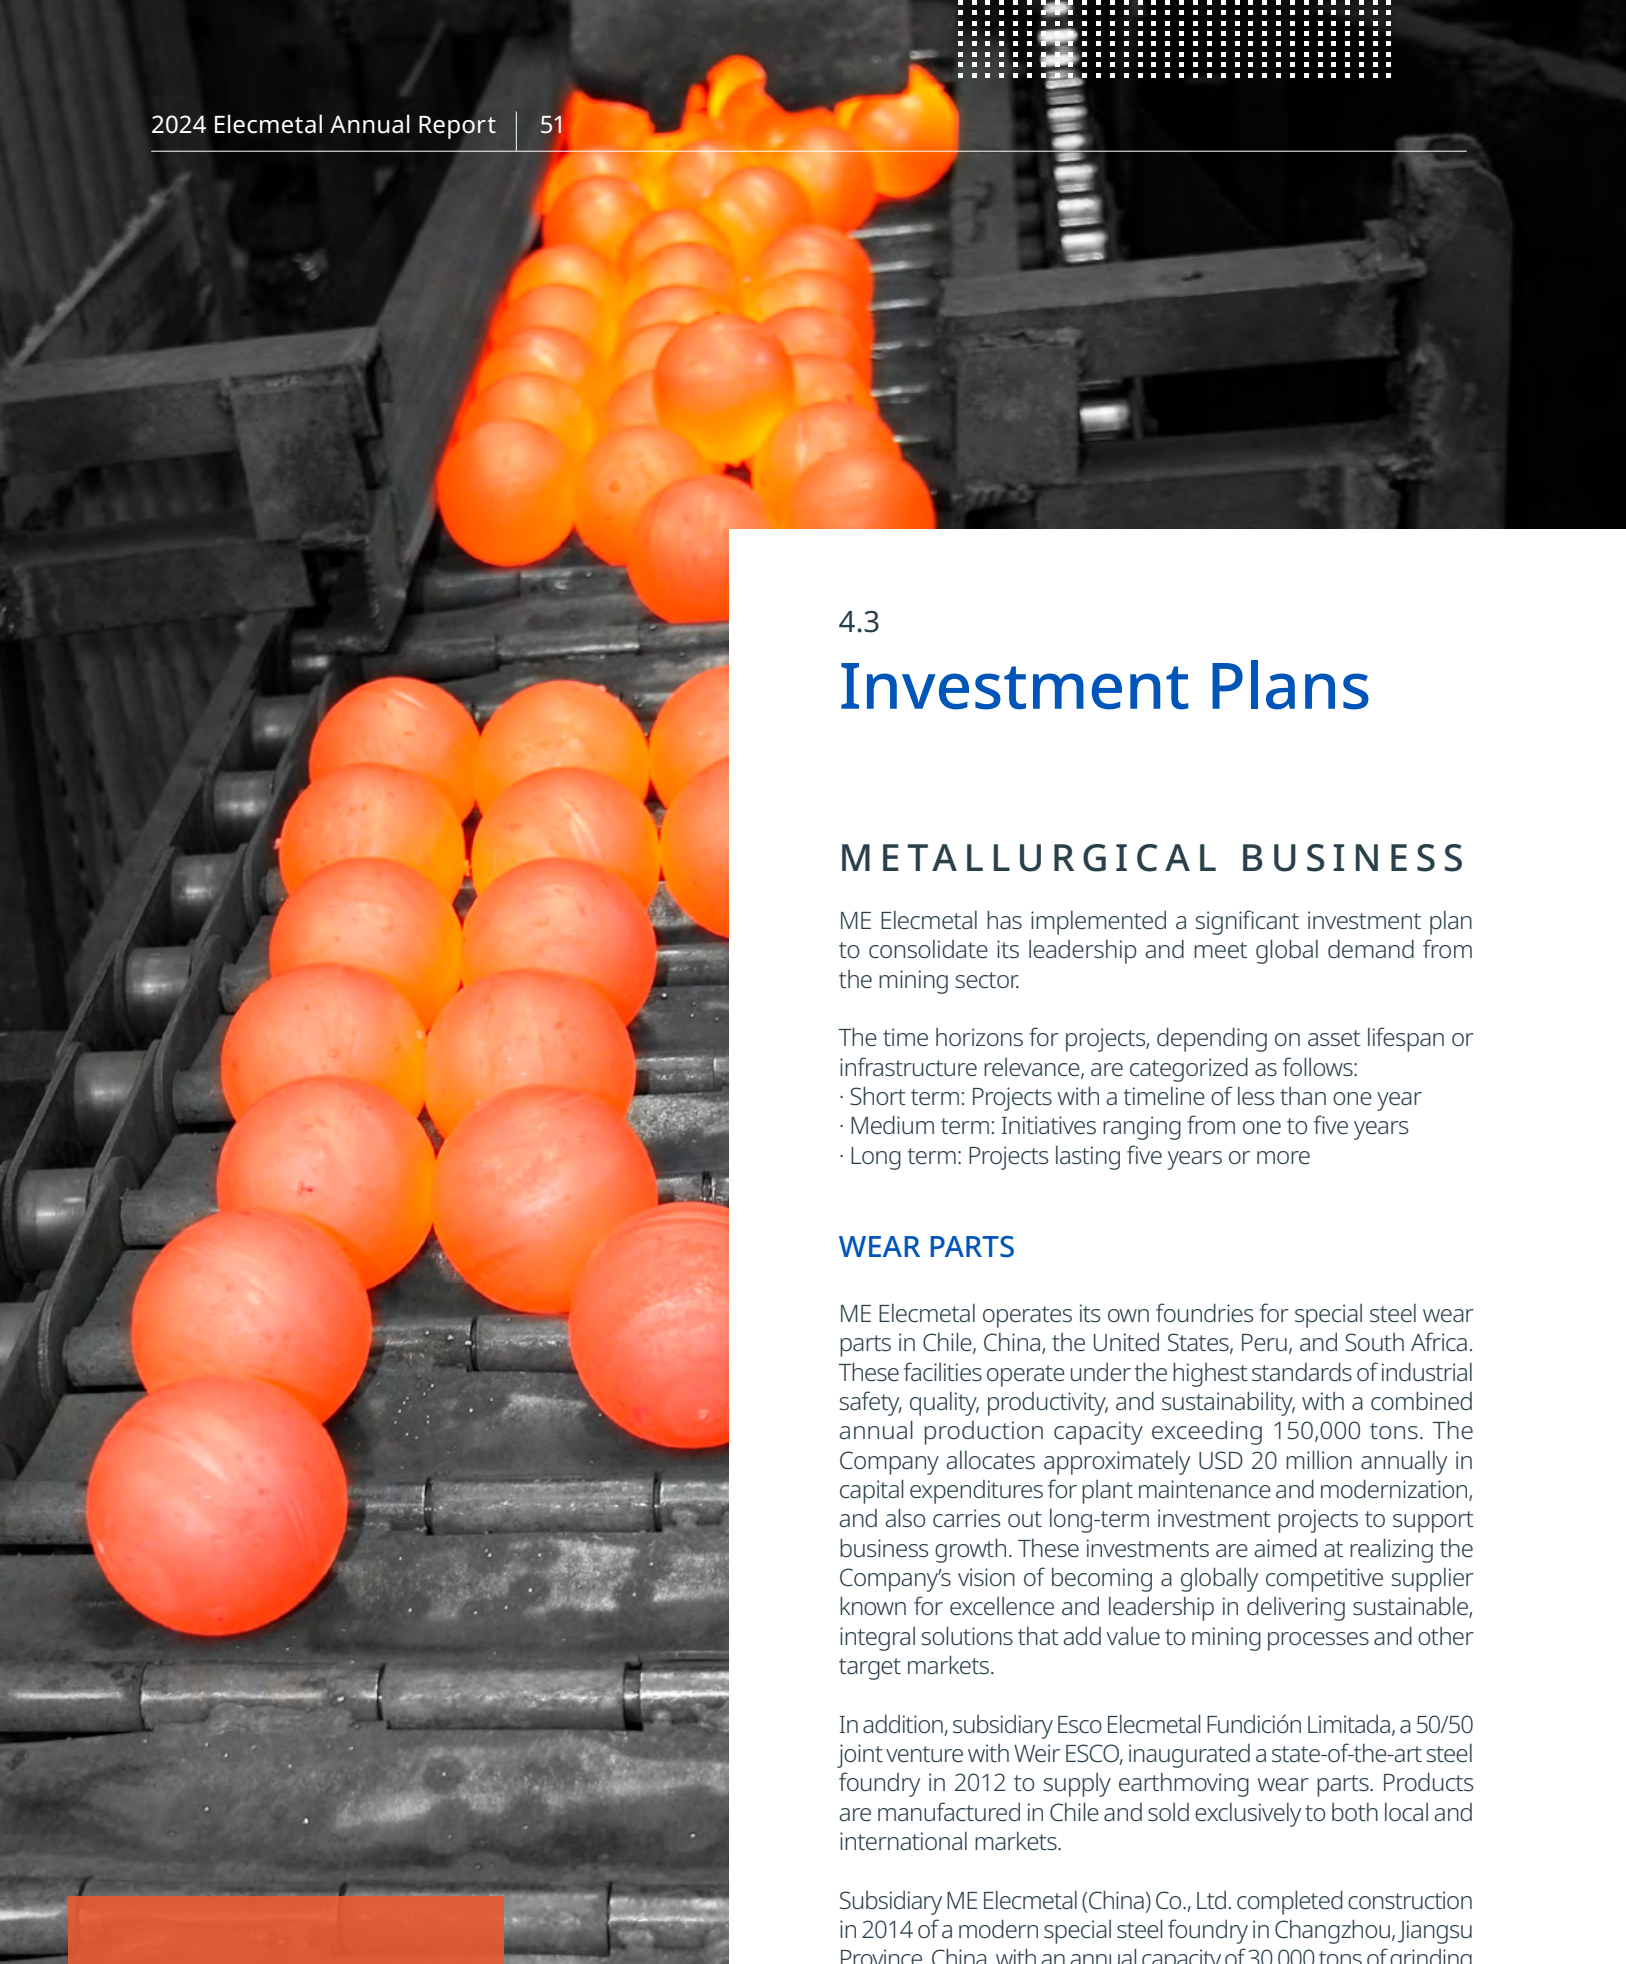 2024 Elecmetal Annual Report
51
4.3
Investment Plans
METALLURGICAL BUSINESS
ME Elecmetal has implemented a significant investment plan
to consolidate its leadership and meet global demand from
the mining sector.
The time horizons for projects, depending on asset lifespan or
infrastructure relevance, are categorized as follows:
· Short term: Projects with a timeline of less than one year
· Medium term: Initiatives ranging from one to five years
· Long term: Projects lasting five years or more
WEAR PARTS
ME Elecmetal operates its own foundries for special steel wear
parts in Chile, China, the United States, Peru, and South Africa.
These facilities operate under the highest standards of industrial
safety, quality, productivity, and sustainability, with a combined
annual production capacity exceeding 150,000 tons. The
Company allocates approximately USD 20 million annually in
capital expenditures for plant maintenance and modernization,
and also carries out long-term investment projects to support
business growth. These investments are aimed at realizing the
Company’s vision of becoming a globally competitive supplier
known for excellence and leadership in delivering sustainable,
integral solutions that add value to mining processes and other
target markets.
In addition, subsidiary Esco Elecmetal Fundición Limitada, a 50/50
joint venture with Weir ESCO, inaugurated a state-of-the-art steel
foundry in 2012 to supply earthmoving wear parts. Products
are manufactured in Chile and sold exclusively to both local and
international markets.
Subsidiary ME Elecmetal (China) Co., Ltd. completed construction
in 2014 of a modern special steel foundry in Changzhou, Jiangsu
Province, China, with an annual capacity of 30,000 tons of grinding